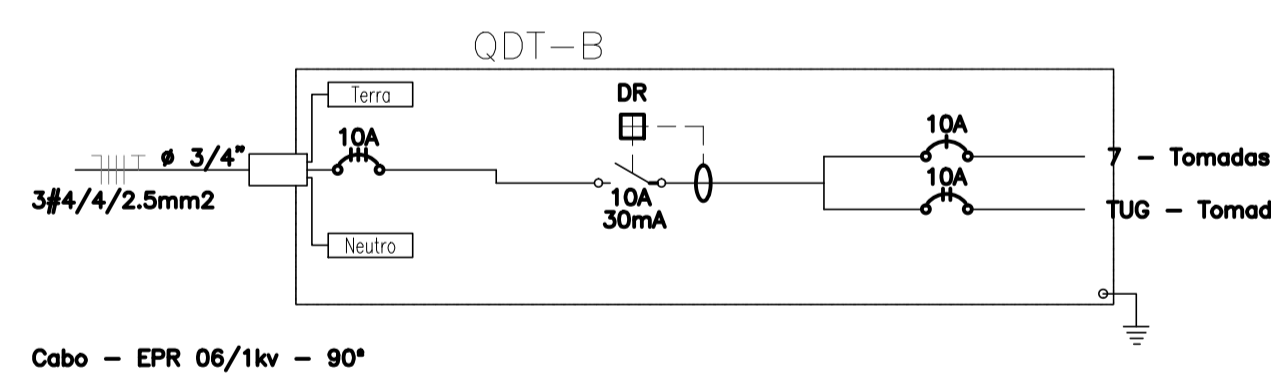 QDT-B
Terra
10A
ø 3/4"
3#4/4/2.5mm2
Neutro
DR
10A
30mA
10A
7 - Tomadas
10A
TUG - Tomad
Cabo - EPR 06/1kv - 90°